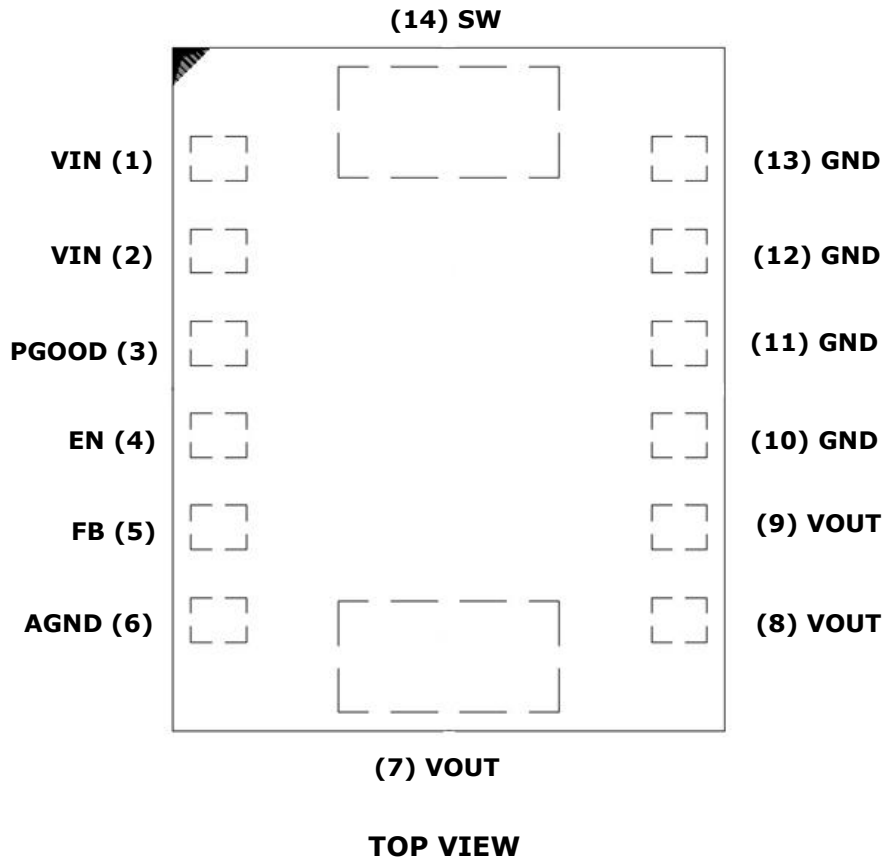 (14) SW
VIN (1)
(13) GND
VIN (2)
(12) GND
PGOOD (3)
(11) GND
EN (4)
(10) GND
FB (5)
(9) VOUT
AGND (6)
(8) VOUT
(7) VOUT
TOP VIEW